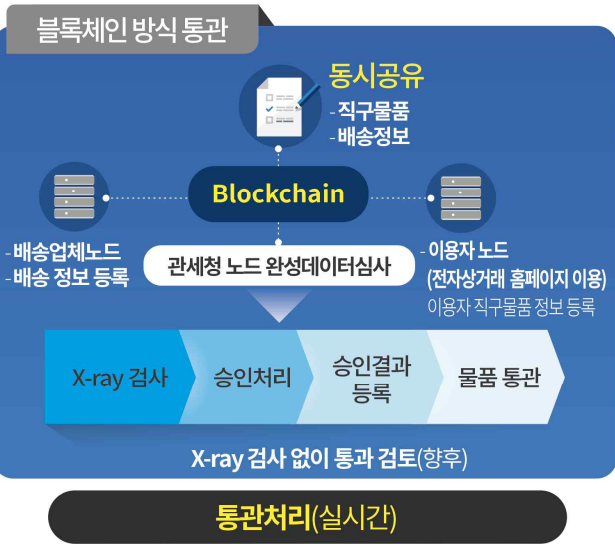 블록체인 방식 통관
동시공유
- 직구물품
- 배송정보
Blockchain
- 배송업체노드
- 배송 정보 등록
관세청 노드 완성데이터심사
- 이용자 노드
(전자상거래 홈페이지 이용)
이용자 직구물품 정보 등록
X-ray 검사
승인처리
승인결과
등록
물품 통관
X-ray 검사 없이 통과 검토(향후)
통관처리(실시간)